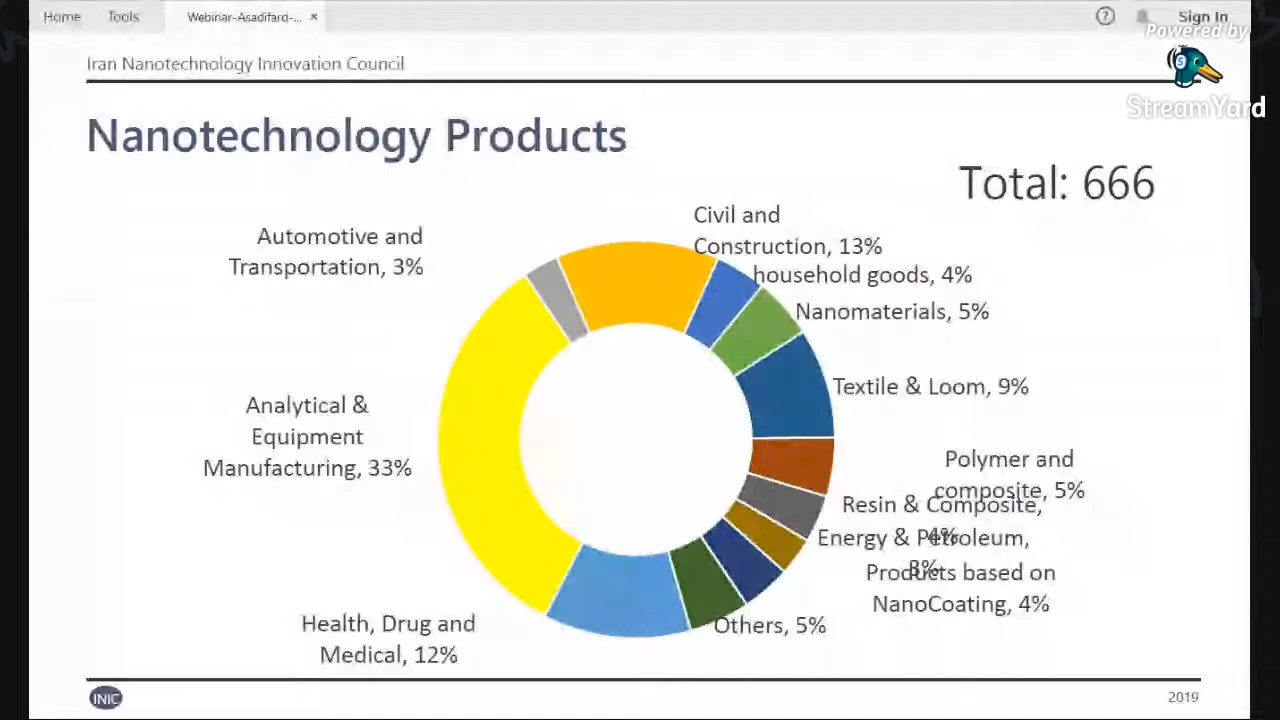 Home Tools Webinar-Asadifard-... × ? Sign In
Powered by
StreamYard
Iran Nanotechnology Innovation Council
Nanotechnology Products
Total: 666
Civil and
Construction, 13%
household goods, 4%
Nanomaterials, 5%
Textile & Loom, 9%
Polymer and
composite, 5%
Resin & Composite,
4%
Energy & Petroleum,
3%
Products based on
NanoCoating, 4%
Others, 5%
Health, Drug and
Medical, 12%
Analytical &
Equipment
Manufacturing, 33%
Automotive and
Transportation, 3%
INIC
2019